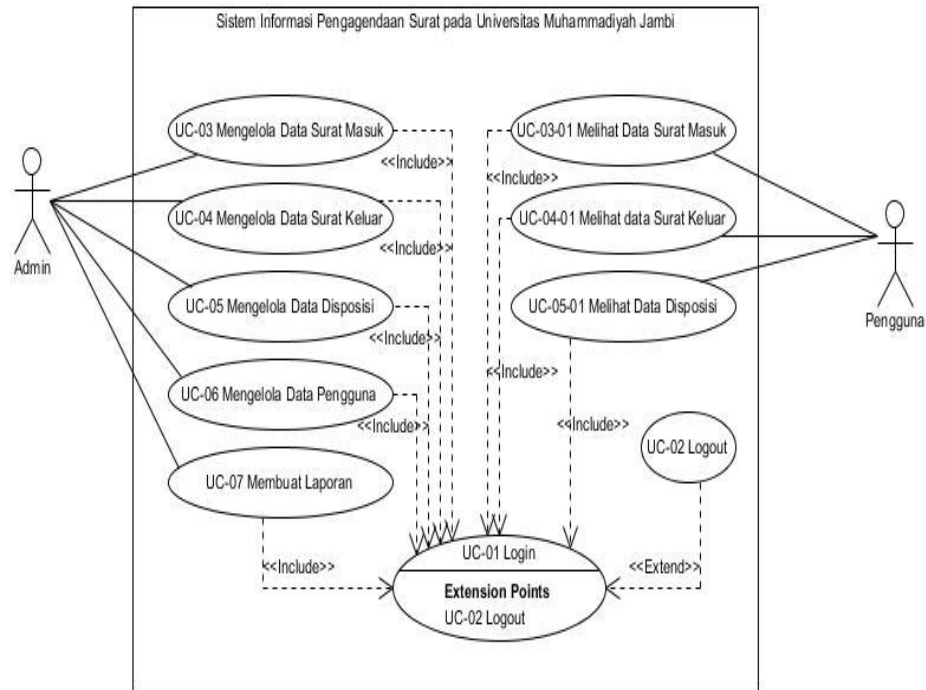 Sistem Informasi Pengagendaan Surat pada Universitas Muhammadiyah Jambi
UC-03 Mengelola Data Surat Masuk
UC-03-01 Melihat Data Surat Masuk
<<Include>>
<<Include>>
UC-04 Mengelola Data Surat Keluar
UC-04-01 Melihat data Surat Keluar
<<Include>>
Admin
UC-05 Mengelola Data Disposisi
UC-05-01 Melihat Data Disposisi
Pengguna
<<Include>>
<<Include>>
UC-06 Mengelola Data Pengguna
<<Include>>
<<Include>>
UC-02 Logout
UC-07 Membuat Laporan
UC-01 Login
<<Include>>
<<Extend>>
Extension Points
UC-02 Logout